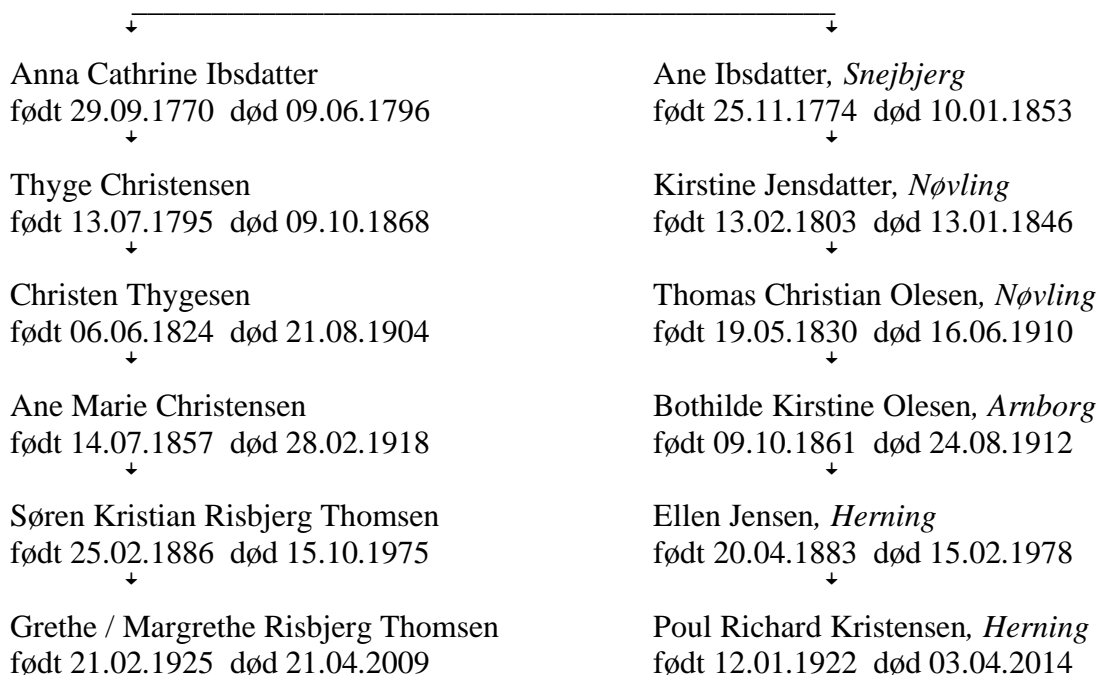 Anna Cathrine Ibsdatter
født 29.09.1770 død 09.06.1796
Ane Ibsdatter, Snejbjerg
født 25.11.1774 død 10.01.1853
Thyge Christensen
født 13.07.1795 død 09.10.1868
Kirstine Jensdatter, Nøvling
født 13.02.1803 død 13.01.1846
Christen Thygesen
født 06.06.1824 død 21.08.1904
Thomas Christian Olesen, Nøvling
født 19.05.1830 død 16.06.1910
Ane Marie Christensen
født 14.07.1857 død 28.02.1918
Bothilde Kirstine Olesen, Arnborg
født 09.10.1861 død 24.08.1912
Søren Kristian Risbjerg Thomsen
født 25.02.1886 død 15.10.1975
Ellen Jensen, Herning
født 20.04.1883 død 15.02.1978
Grethe / Margrethe Risbjerg Thomsen
født 21.02.1925 død 21.04.2009
Poul Richard Kristensen, Herning
født 12.01.1922 død 03.04.2014